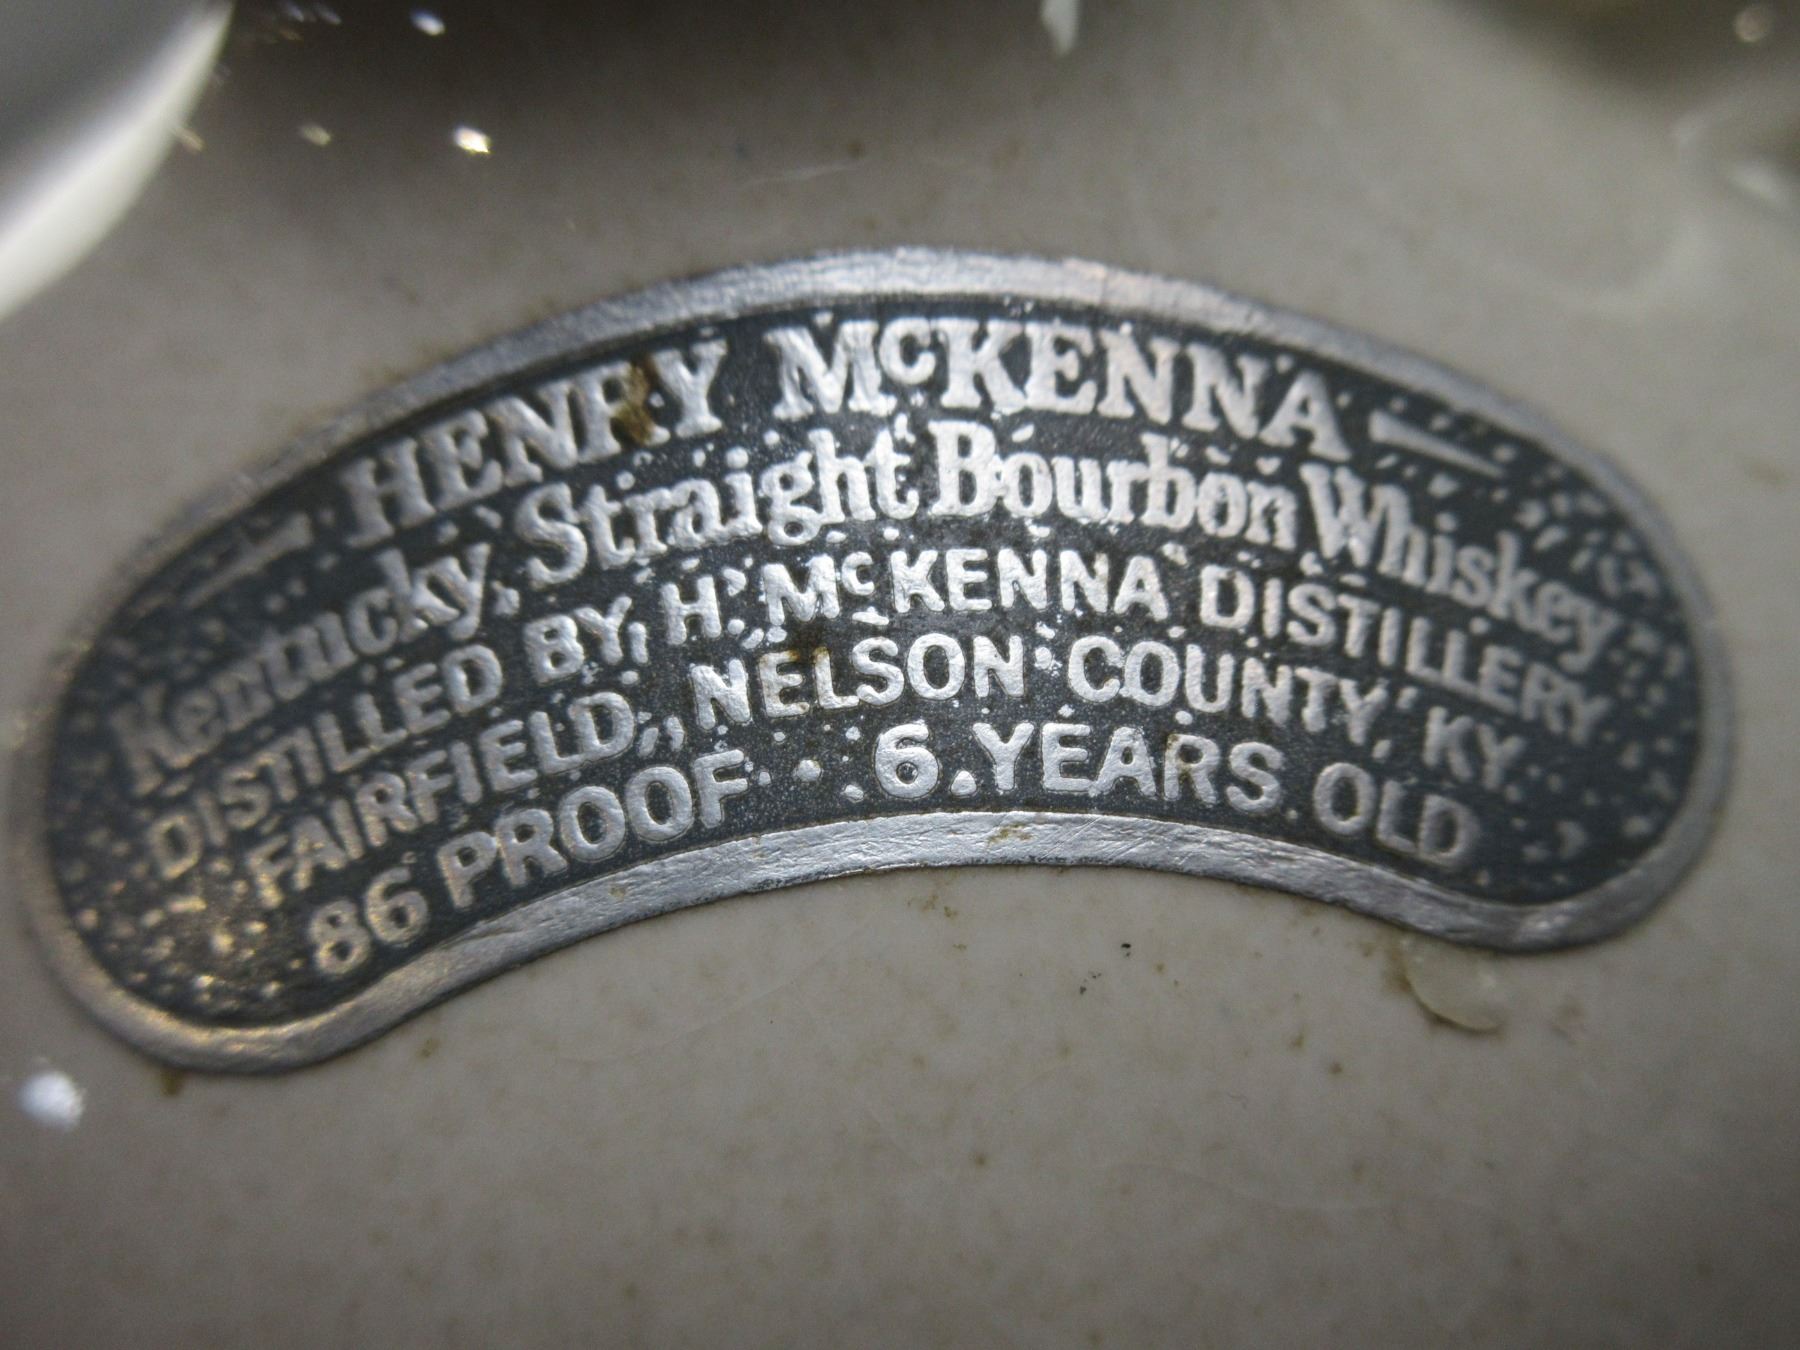 HENRY McKENNA
Kentucky Straight Bourbon Whiskey
DISTILLED BY H. McKENNA DISTILLERY
FAIRFIELD, NELSON COUNTY, KY.
86 PROOF · 6 YEARS OLD